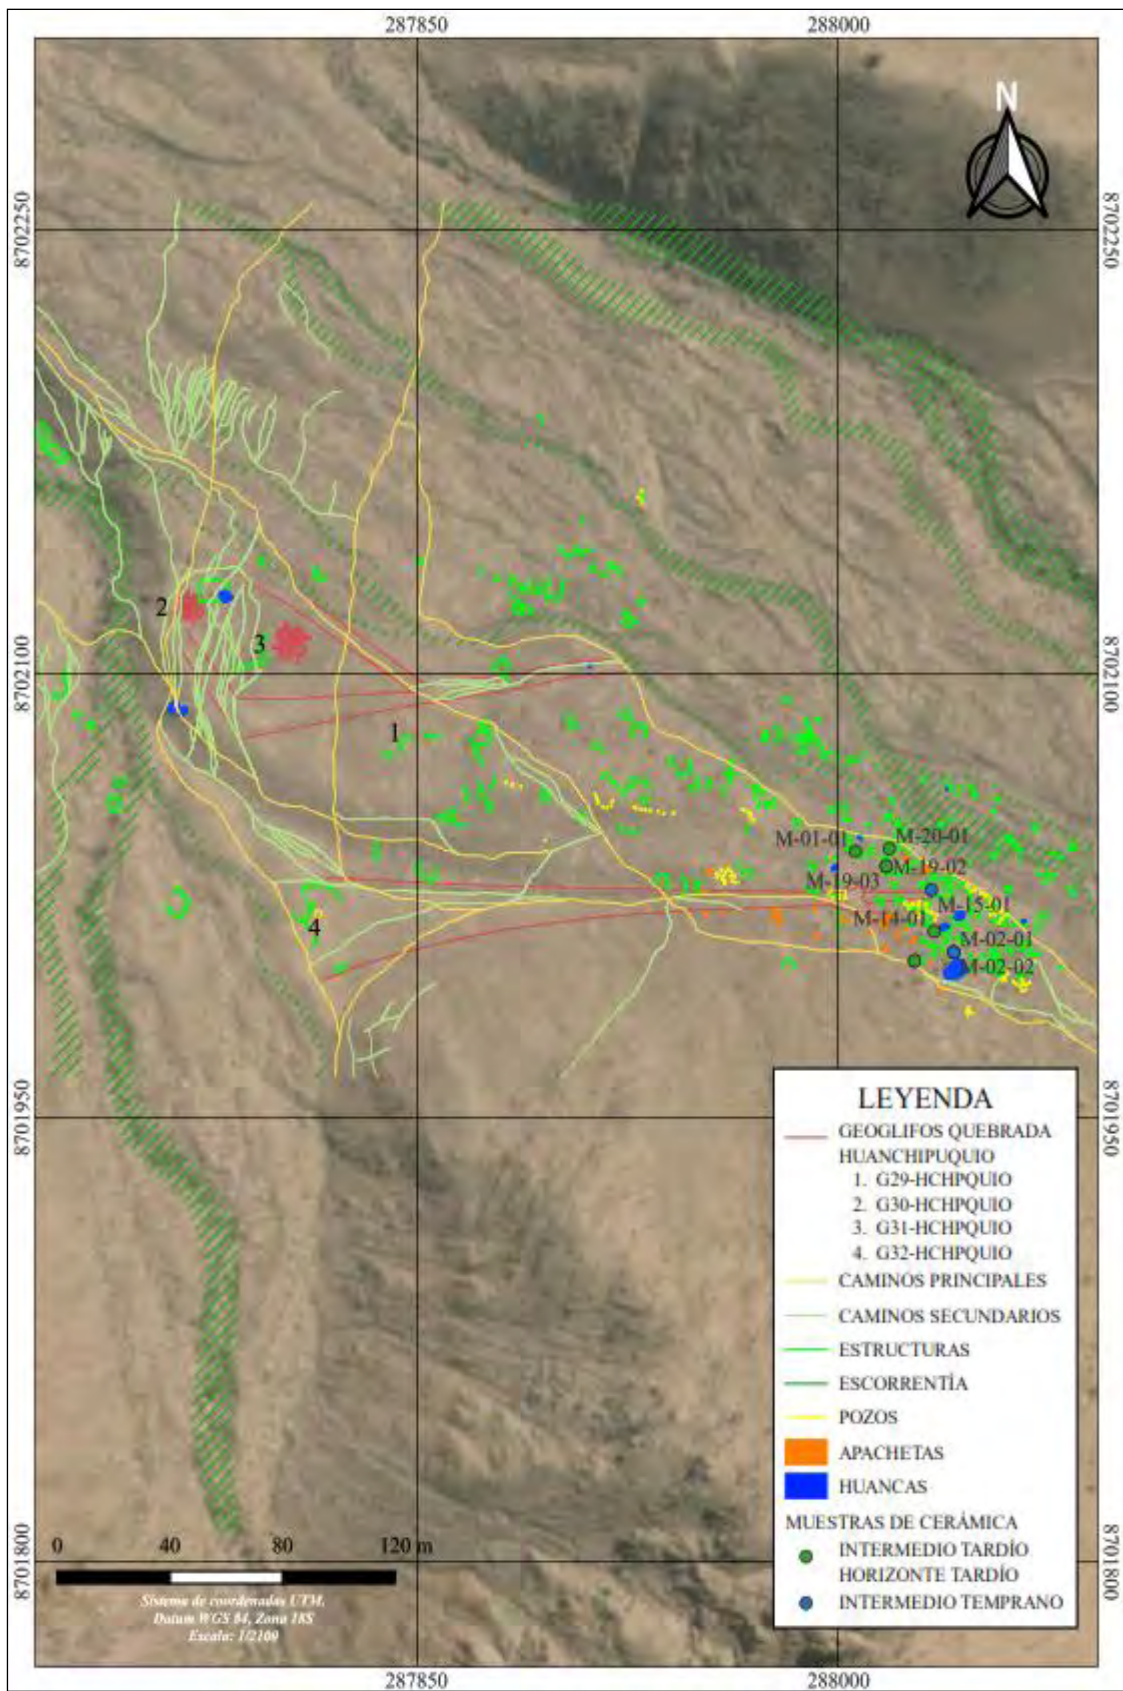 287850
288000
N
8702250
8702250
2
3
8702100
8702100
1
M-01-01
M-20-01
M-19-02
M-19-03
M-15-01
M-14-01
M-02-01
M-02-02
4
8701950
8701950
LEYENDA
GEOGLIFOS QUEBRADA
HUANCHIPUQUIO
1. G29-HCHPQUIO
2. G30-HCHPQUIO
3. G31-HCHPQUIO
4. G32-HCHPQUIO
CAMINOS PRINCIPALES
CAMINOS SECUNDARIOS
ESTRUCTURAS
ESCORRENTÍA
POZOS
APACHETAS
HUANCAS
MUESTRAS DE CERÁMICA
INTERMEDIO TARDÍO
HORIZONTE TARDÍO
INTERMEDIO TEMPRANO
0 40 80 120 m
Sistema de coordenadas UTM.
Datum WGS 84, Zona 18S
Escala: 1/2100
8701800
8701800
287850
288000